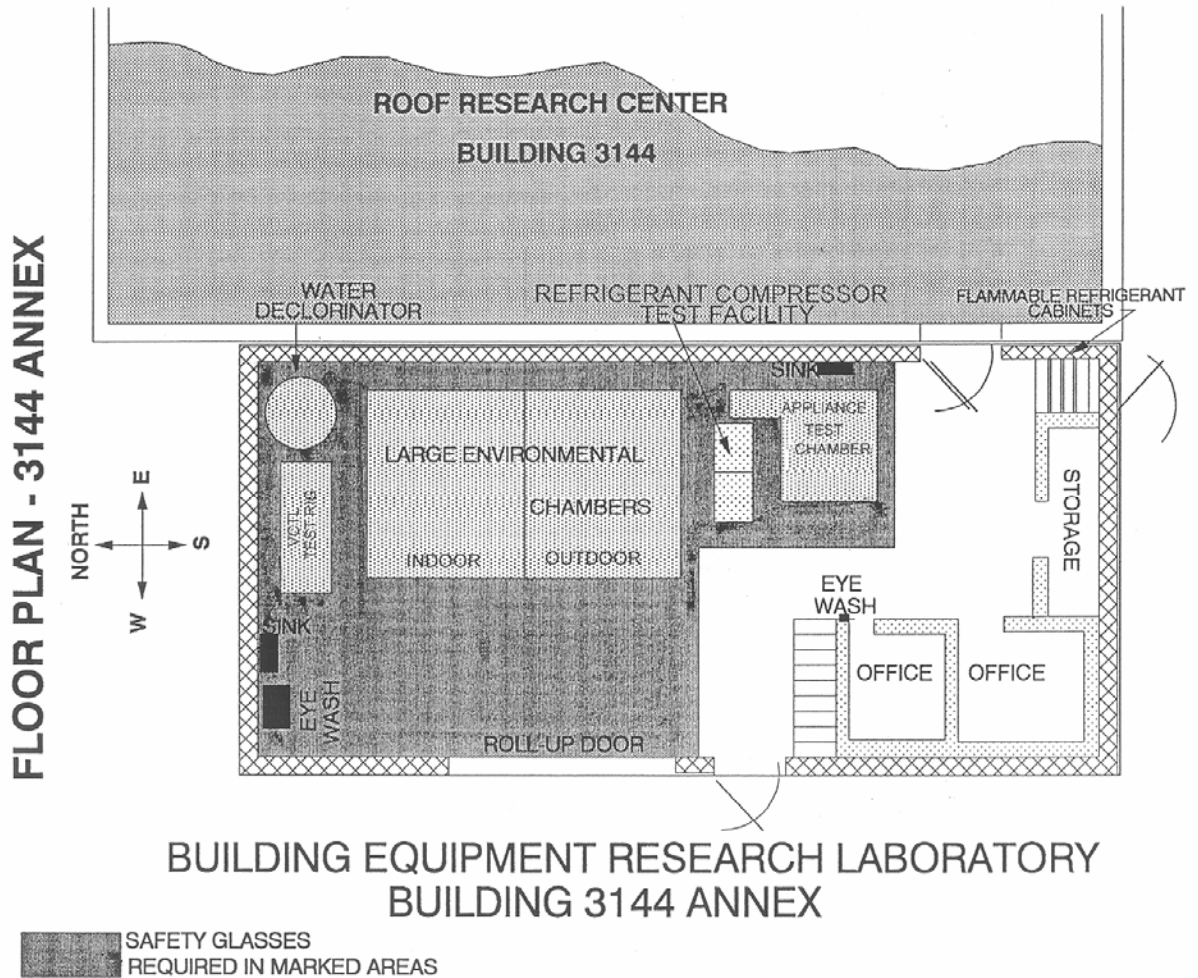 FLOOR PLAN - 3144 ANNEX
ROOF RESEARCH CENTER
BUILDING 3144
WATER
DECLORINATOR
REFRIGERANT COMPRESSOR
TEST FACILITY
FLAMMABLE REFRIGERANT
CABINETS
SINK
APPLIANCE
TEST
CHAMBER
LARGE ENVIRONMENTAL
CHAMBERS
INDOOR
OUTDOOR
TEST RIG
STORAGE
NORTH
E
S
W
SINK
EYE
WASH
EYE
WASH
OFFICE
OFFICE
ROLL-UP DOOR
BUILDING EQUIPMENT RESEARCH LABORATORY
BUILDING 3144 ANNEX
SAFETY GLASSES
REQUIRED IN MARKED AREAS